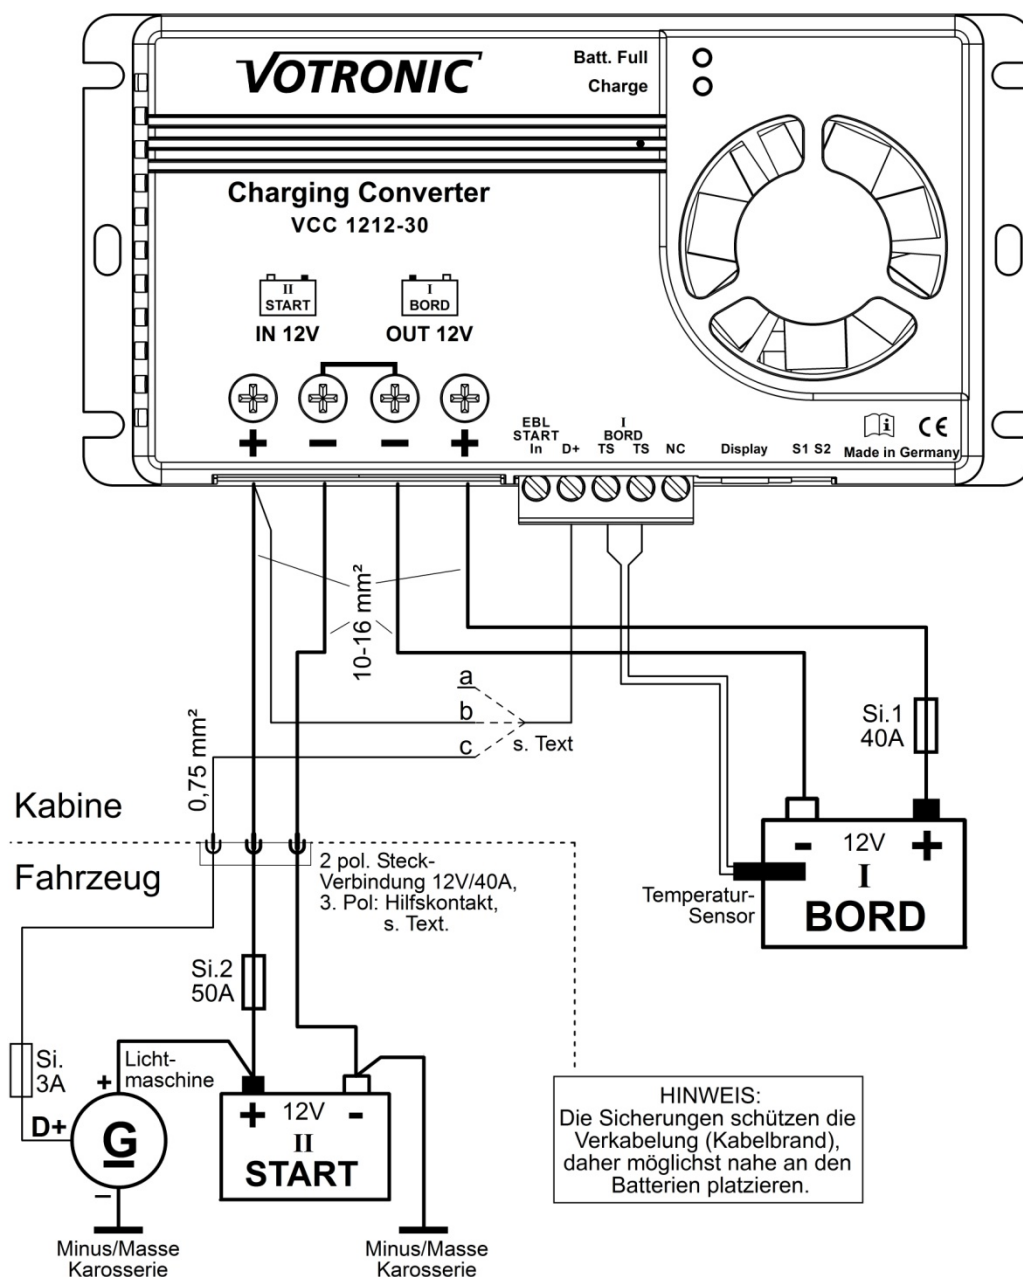 VOTRONIC
Batt. Full
Charge
Charging Converter
VCC 1212-30
II
START
IN 12V
I
BORD
OUT 12V
+ − − +
EBL
START
In
D+
I
BORD
TS TS
NC
Display
S1 S2
i CE
Made in Germany
10-16 mm²
0,75 mm²
a
b
c
s. Text
Si.1
40A
Kabine
Fahrzeug
2 pol. Steck-
Verbindung 12V/40A,
3. Pol: Hilfskontakt,
s. Text.
Temperatur-
Sensor
- 12V +
I
BORD
Si.2
50A
Si.
3A
Licht-
maschine
+
D+
G
−
+ 12V -
II
START
HINWEIS:
Die Sicherungen schützen die
Verkabelung (Kabelbrand),
daher möglichst nahe an den
Batterien platzieren.
Minus/Masse
Karosserie
Minus/Masse
Karosserie